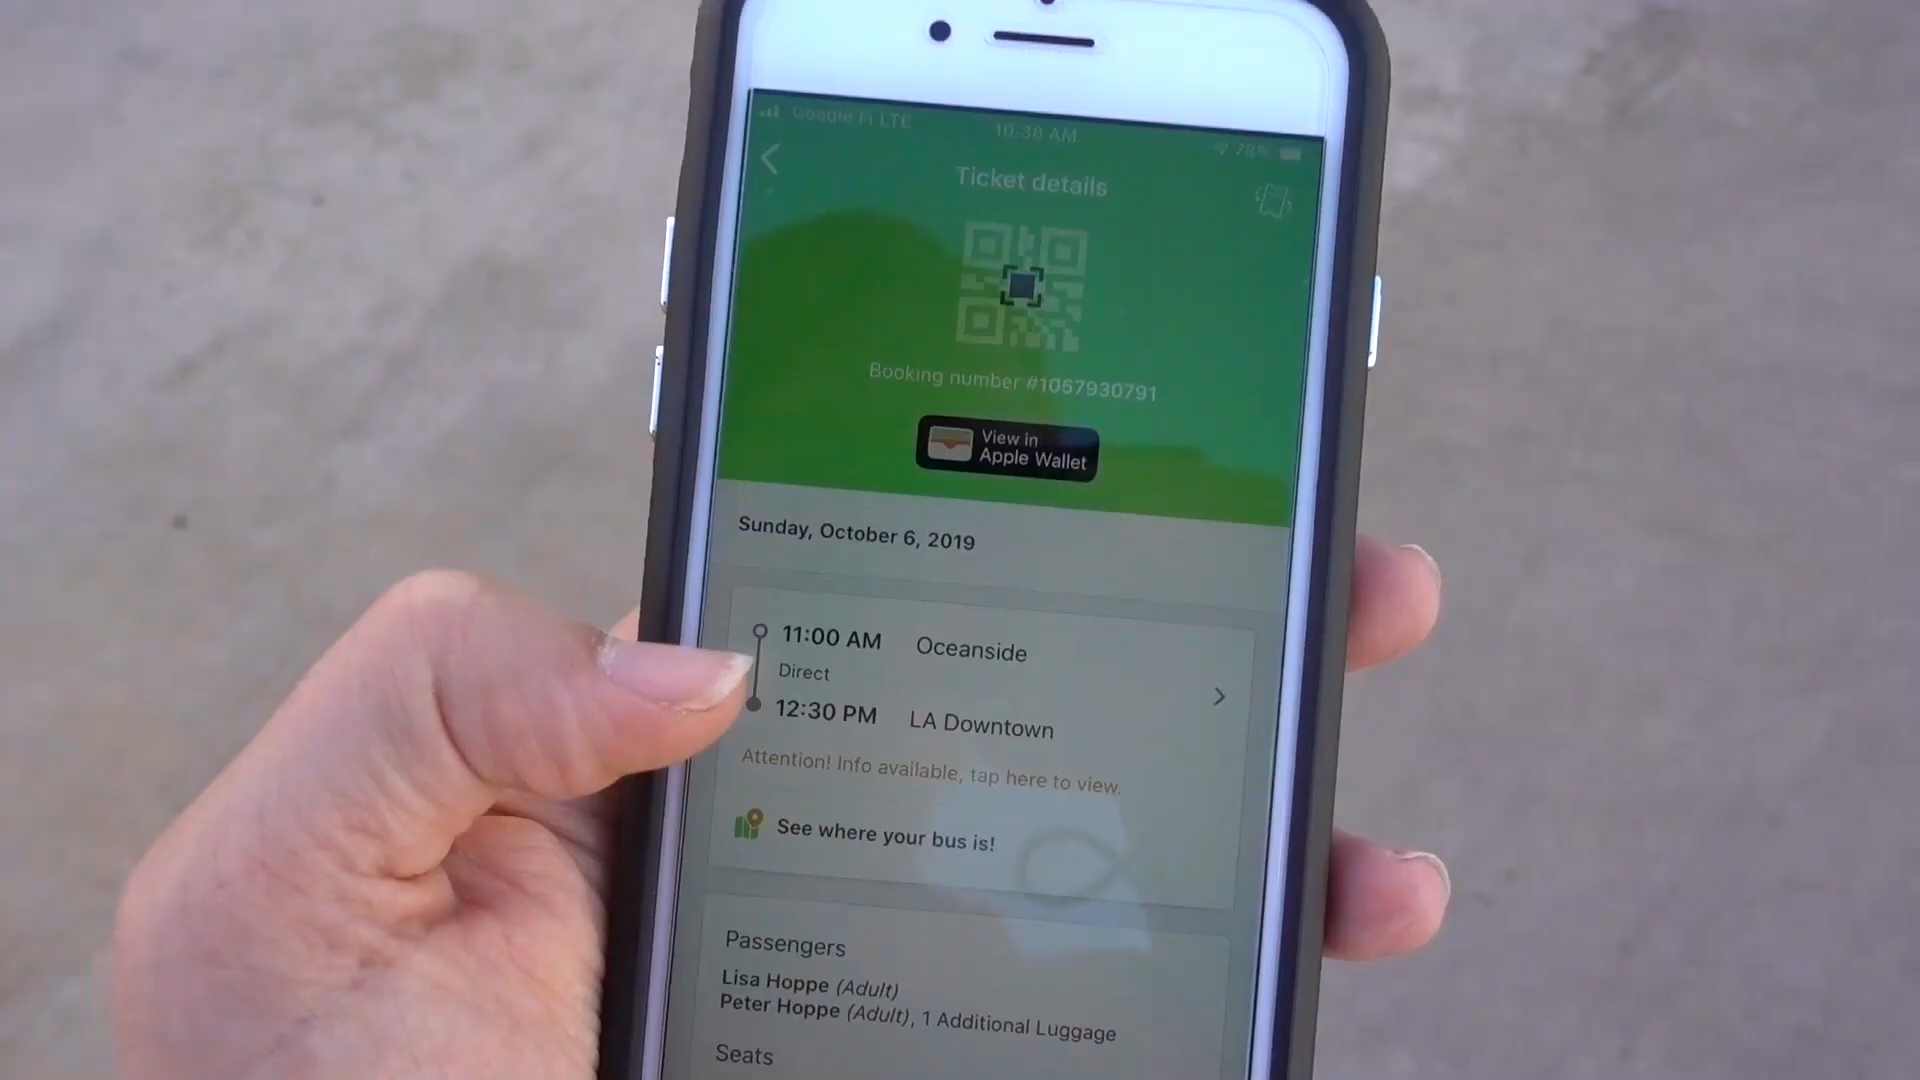 Google Fi LTE 10:38 AM 78%
Ticket details
Booking number #1067930791
View in
Apple Wallet
Sunday, October 6, 2019
11:00 AM Oceanside
Direct
12:30 PM LA Downtown
Attention! Info available, tap here to view.
See where your bus is!
Passengers
Lisa Hoppe (Adult)
Peter Hoppe (Adult), 1 Additional Luggage
Seats